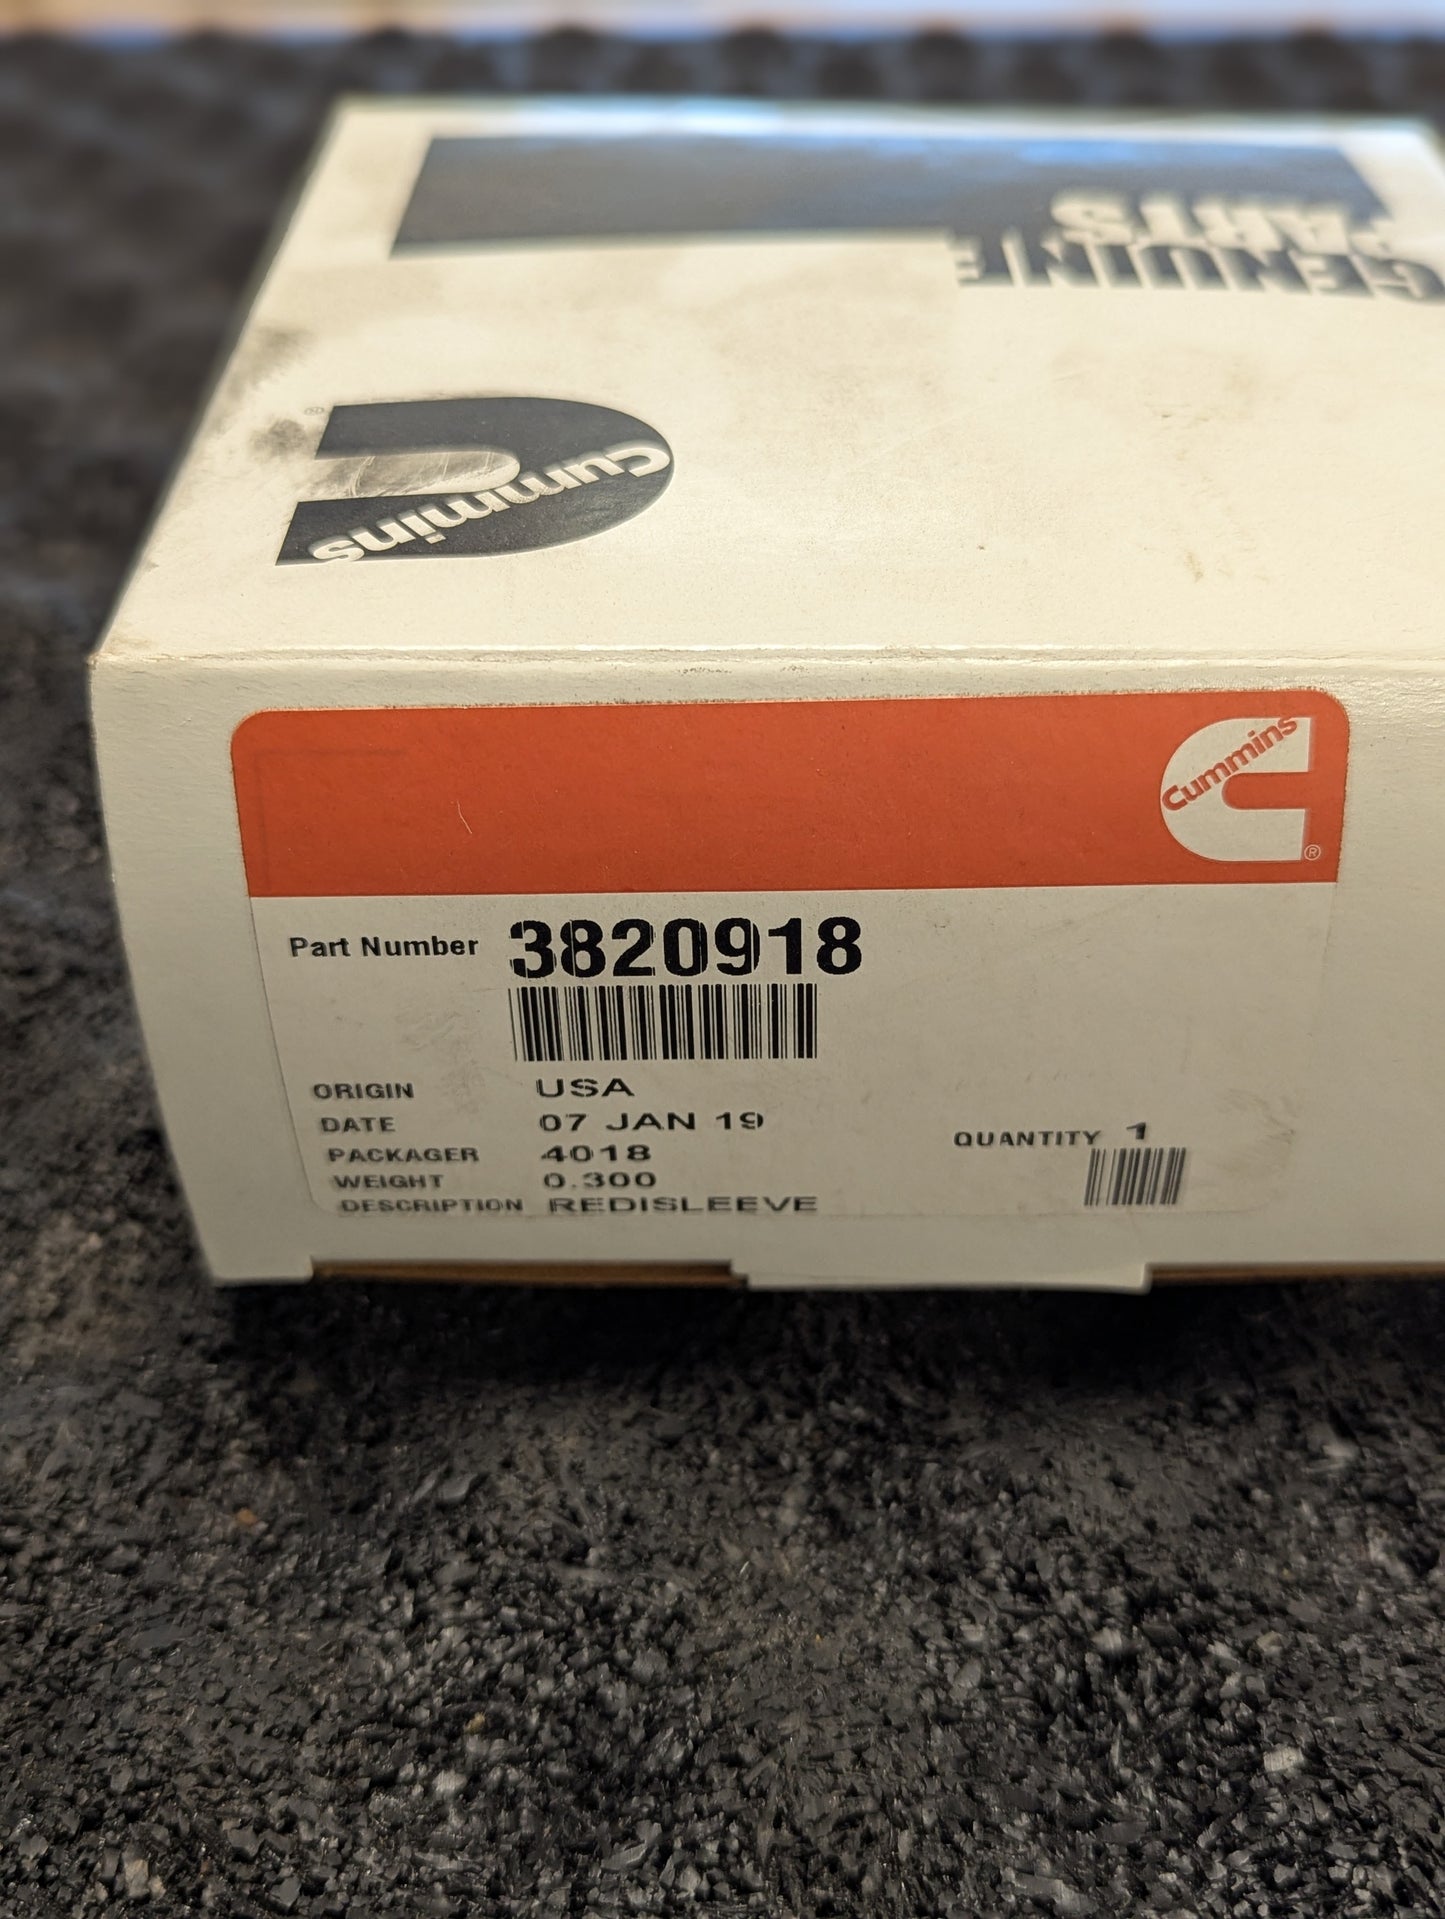 GENUINE
PARTS
Cummins
®
Cummins
®
Part Number 3820918
ORIGIN USA
DATE 07 JAN 19
PACKAGER 4018
WEIGHT 0.300
DESCRIPTION REDISLEEVE
QUANTITY 1